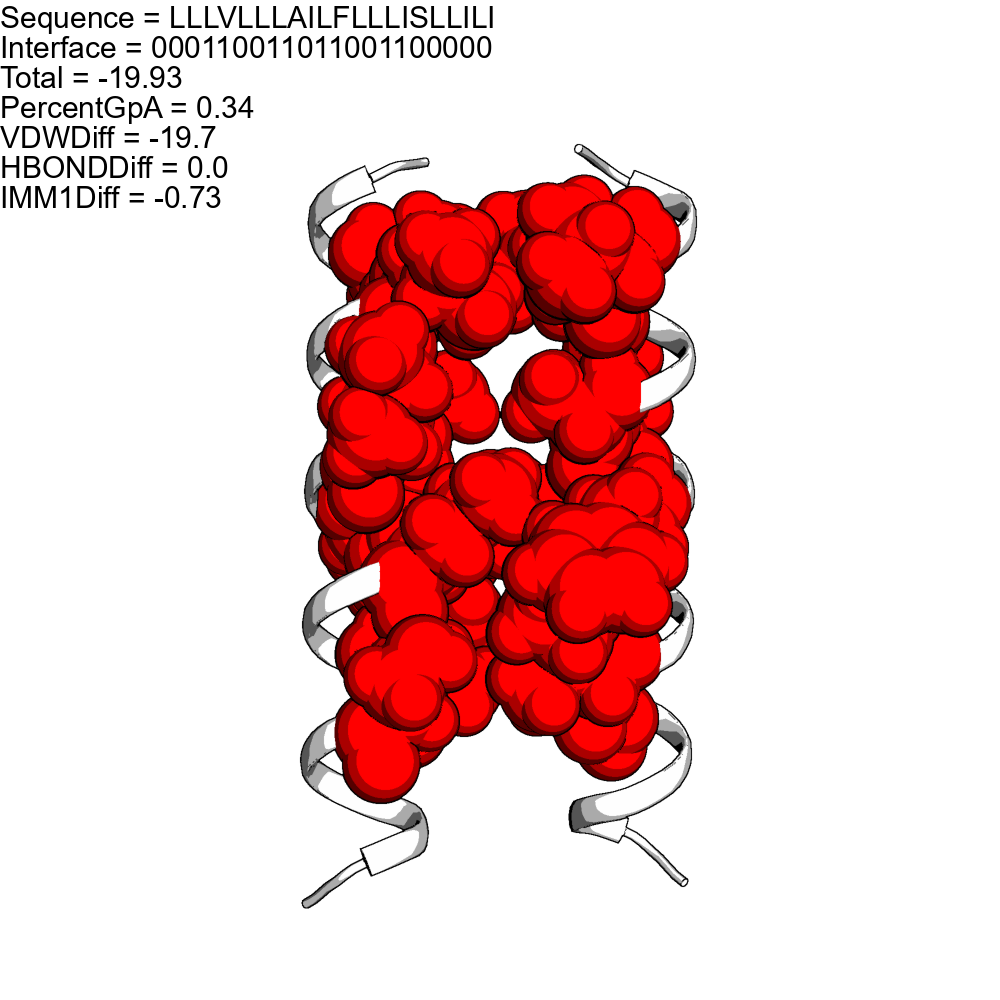 Sequence = LLLVLLLAILFLLLISLLILI
Interface = 000110011011001100000
Total = -19.93
PercentGpA = 0.34
VDWDiff = -19.7
HBONDDiff = 0.0
IMM1Diff = -0.73